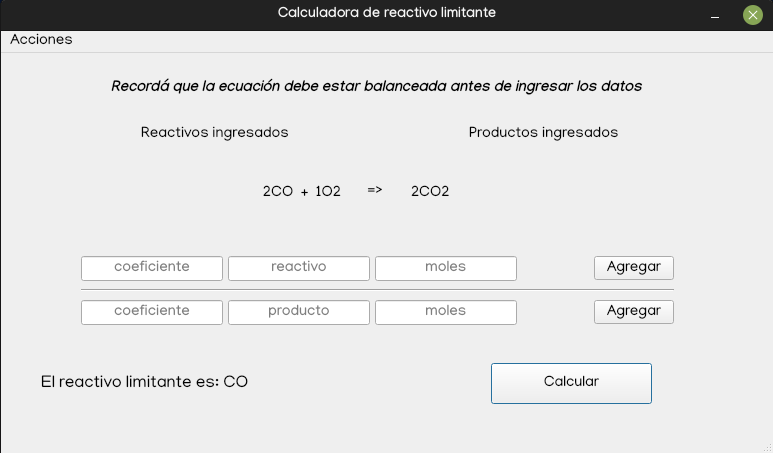 Calculadora de reactivo limitante
Acciones
Recordá que la ecuación debe estar balanceada antes de ingresar los datos
Reactivos ingresados Productos ingresados
2CO + 1O2 => 2CO2
coeficiente reactivo moles Agregar
coeficiente producto moles Agregar
El reactivo limitante es: CO Calcular